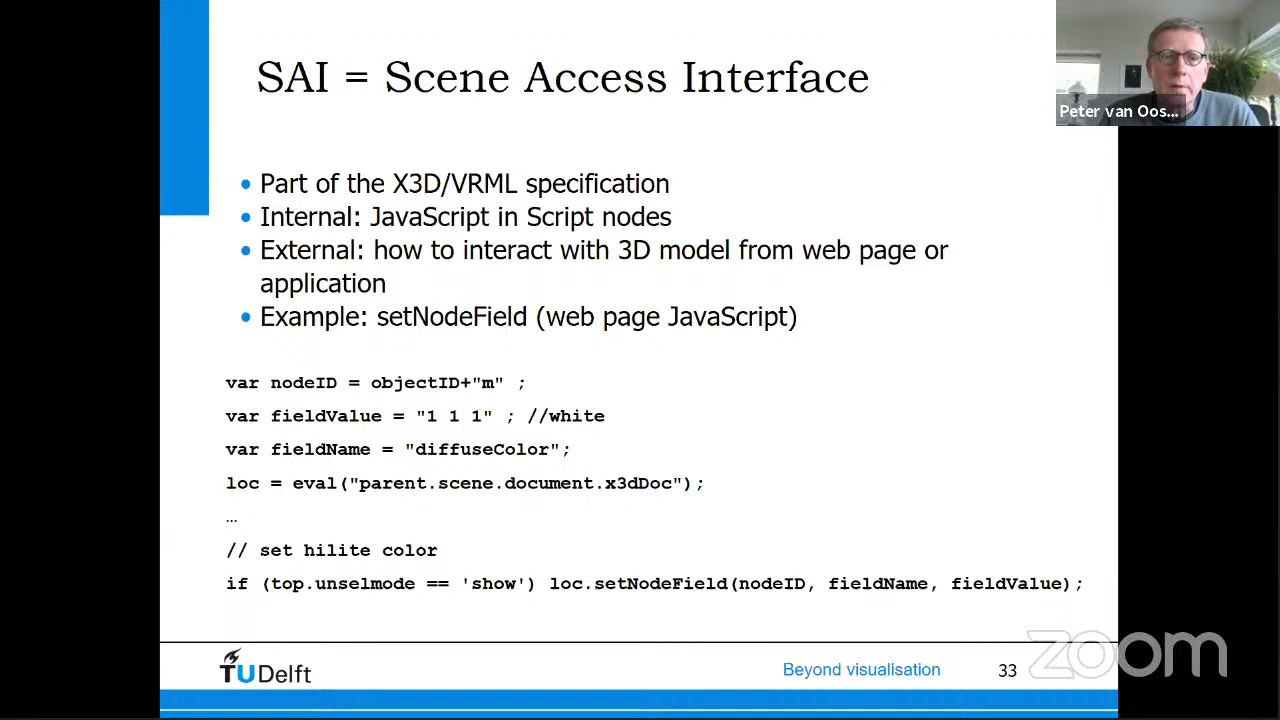 SAI = Scene Access Interface
Peter van Oos...
• Part of the X3D/VRML specification
• Internal: JavaScript in Script nodes
• External: how to interact with 3D model from web page or
application
• Example: setNodeField (web page JavaScript)
var nodeID = objectID+"m" ;
var fieldValue = "1 1 1" ; //white
var fieldName = "diffuseColor";
loc = eval("parent.scene.document.x3dDoc");
…
// set hilite color
if (top.unselmode == 'show') loc.setNodeField(nodeID, fieldName, fieldValue);
TUDelft
Beyond visualisation
33
zoom